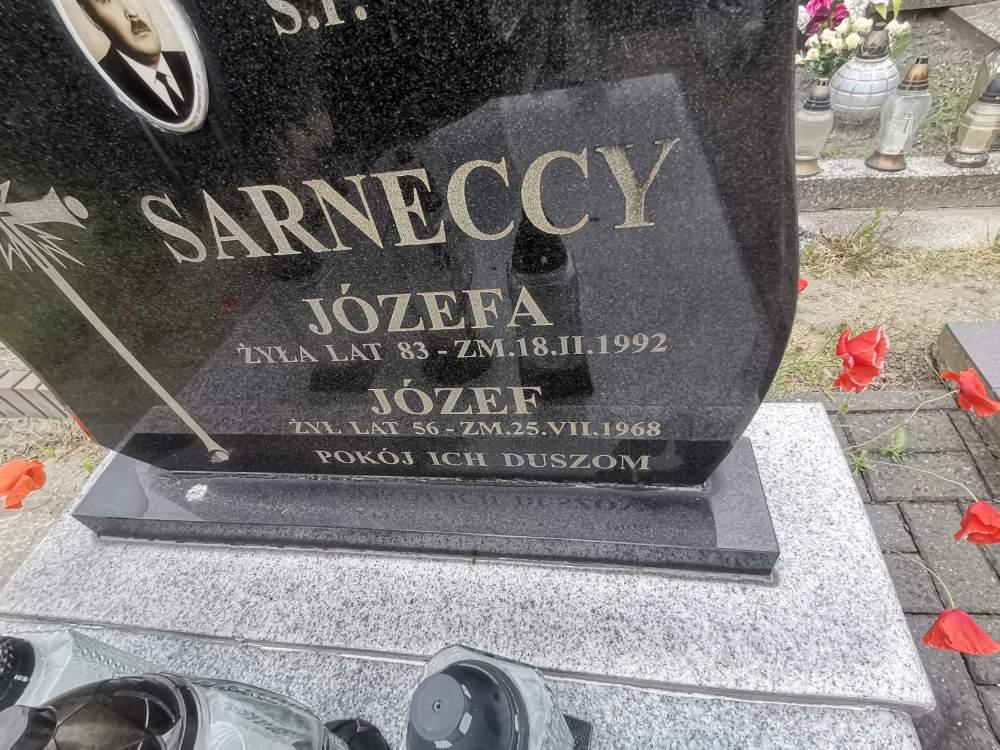 Ś.P.
SARNECCY
JÓZEFA
ŻYŁA LAT 83 - ZM.18.II.1992
JÓZEF
ŻYŁ LAT 56 - ZM.25.VII.1968
POKÓJ ICH DUSZOM